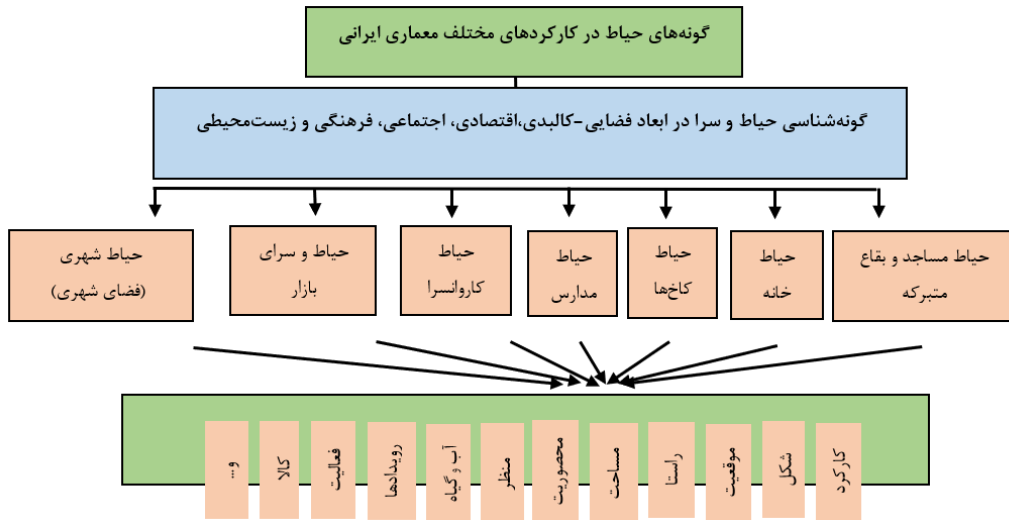 گونه‌های حیاط در کارکردهای مختلف معماری ایرانی
گونه‌شناسی حیاط و سرا در ابعاد فضایی-کالبدی،اقتصادی، اجتماعی، فرهنگی و زیست‌محیطی
حیاط مساجد و بقاع
متبرکه
حیاط
خانه
حیاط
کاخ‌ها
حیاط
مدارس
حیاط
کاروانسرا
حیاط و سرای
بازار
حیاط شهری
(فضای شهری)
کارکرد
شکل
موقعیت
راستا
مساحت
محصوریت
منظر
آب و گیاه
رویدادها
فعالیت
کالا
و...